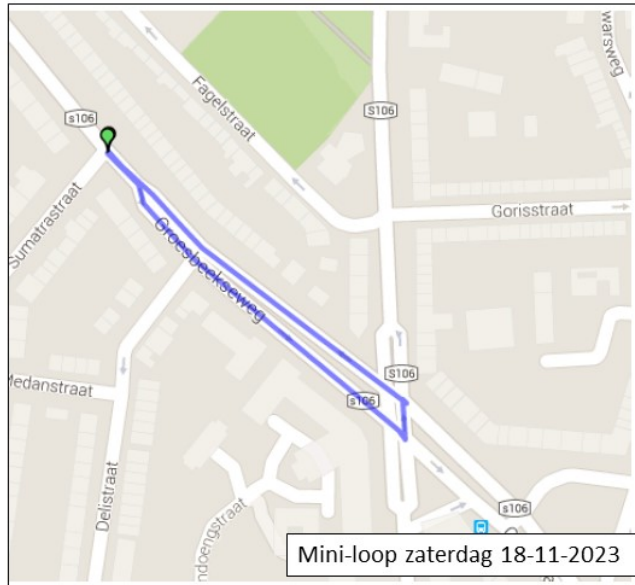 Fagelstraat
warsweg
s106
S106
Sumatrastraat
Gorisstraat
Groesbeekseweg
S106
Medanstraat
s106
Delistraat
s106
ndoengstraat
Mini-loop zaterdag 18-11-2023